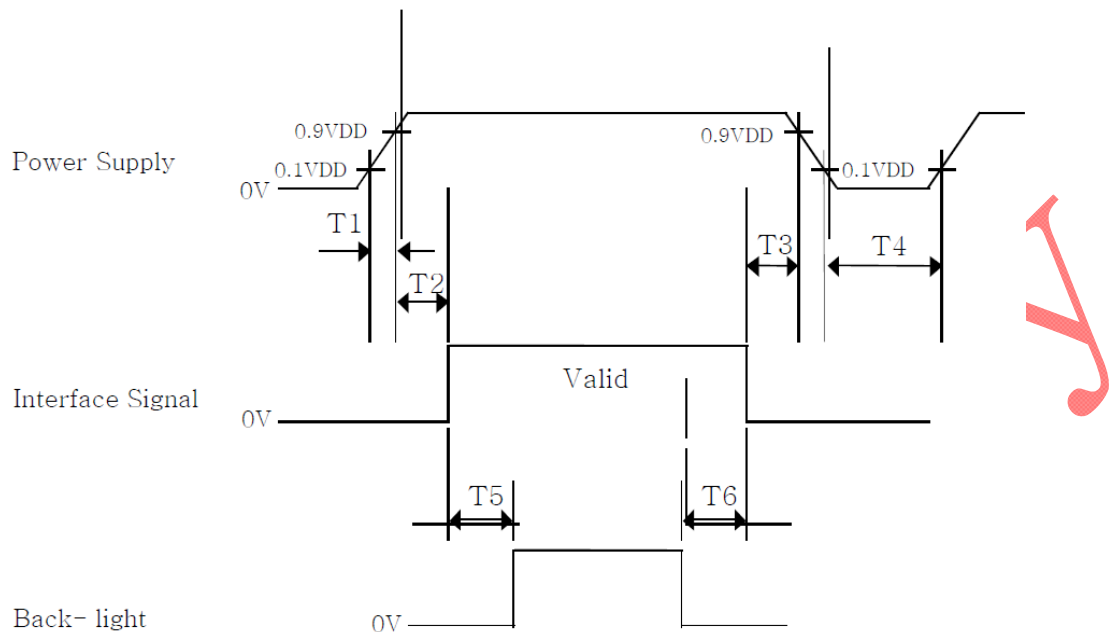 0.9VDD
0.9VDD
Power Supply
0.1VDD
0.1VDD
0V
T1
T2
T3
T4
Valid
Interface Signal
0V
T5
T6
Back- light
0V
y